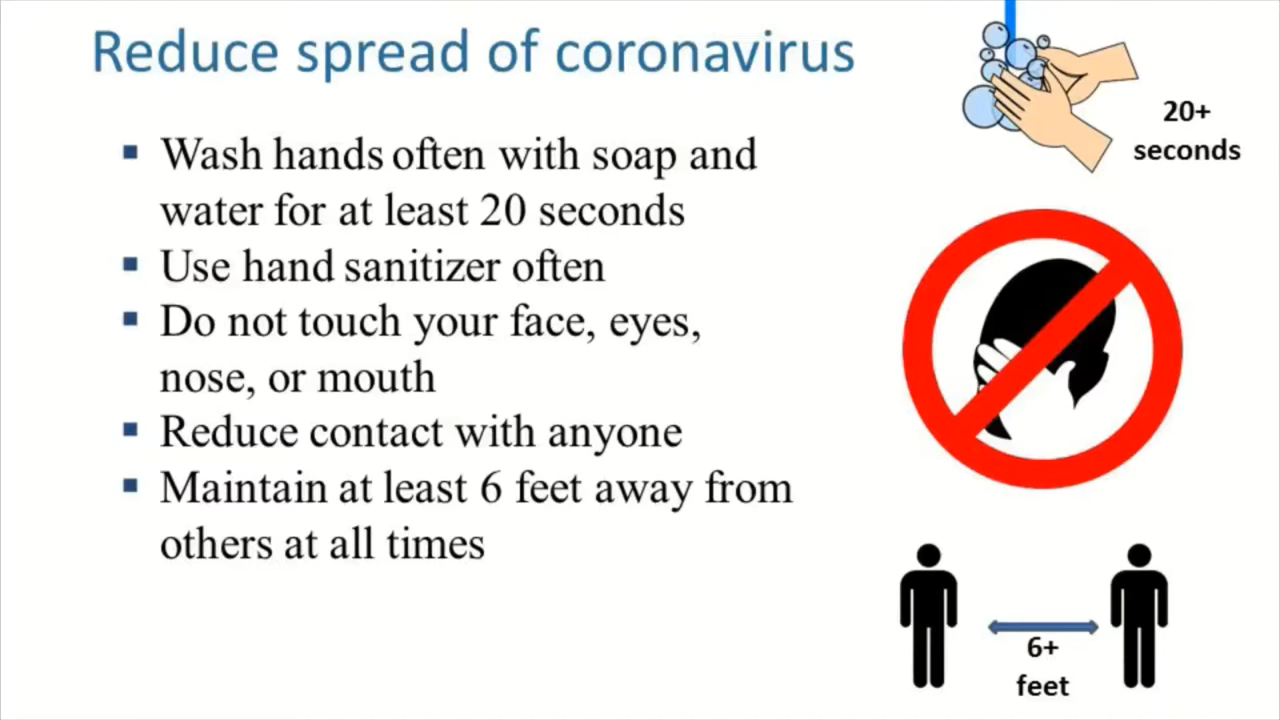 Reduce spread of coronavirus
▪ Wash hands often with soap and
water for at least 20 seconds
▪ Use hand sanitizer often
▪ Do not touch your face, eyes,
nose, or mouth
▪ Reduce contact with anyone
▪ Maintain at least 6 feet away from
others at all times
20+
seconds
6+
feet